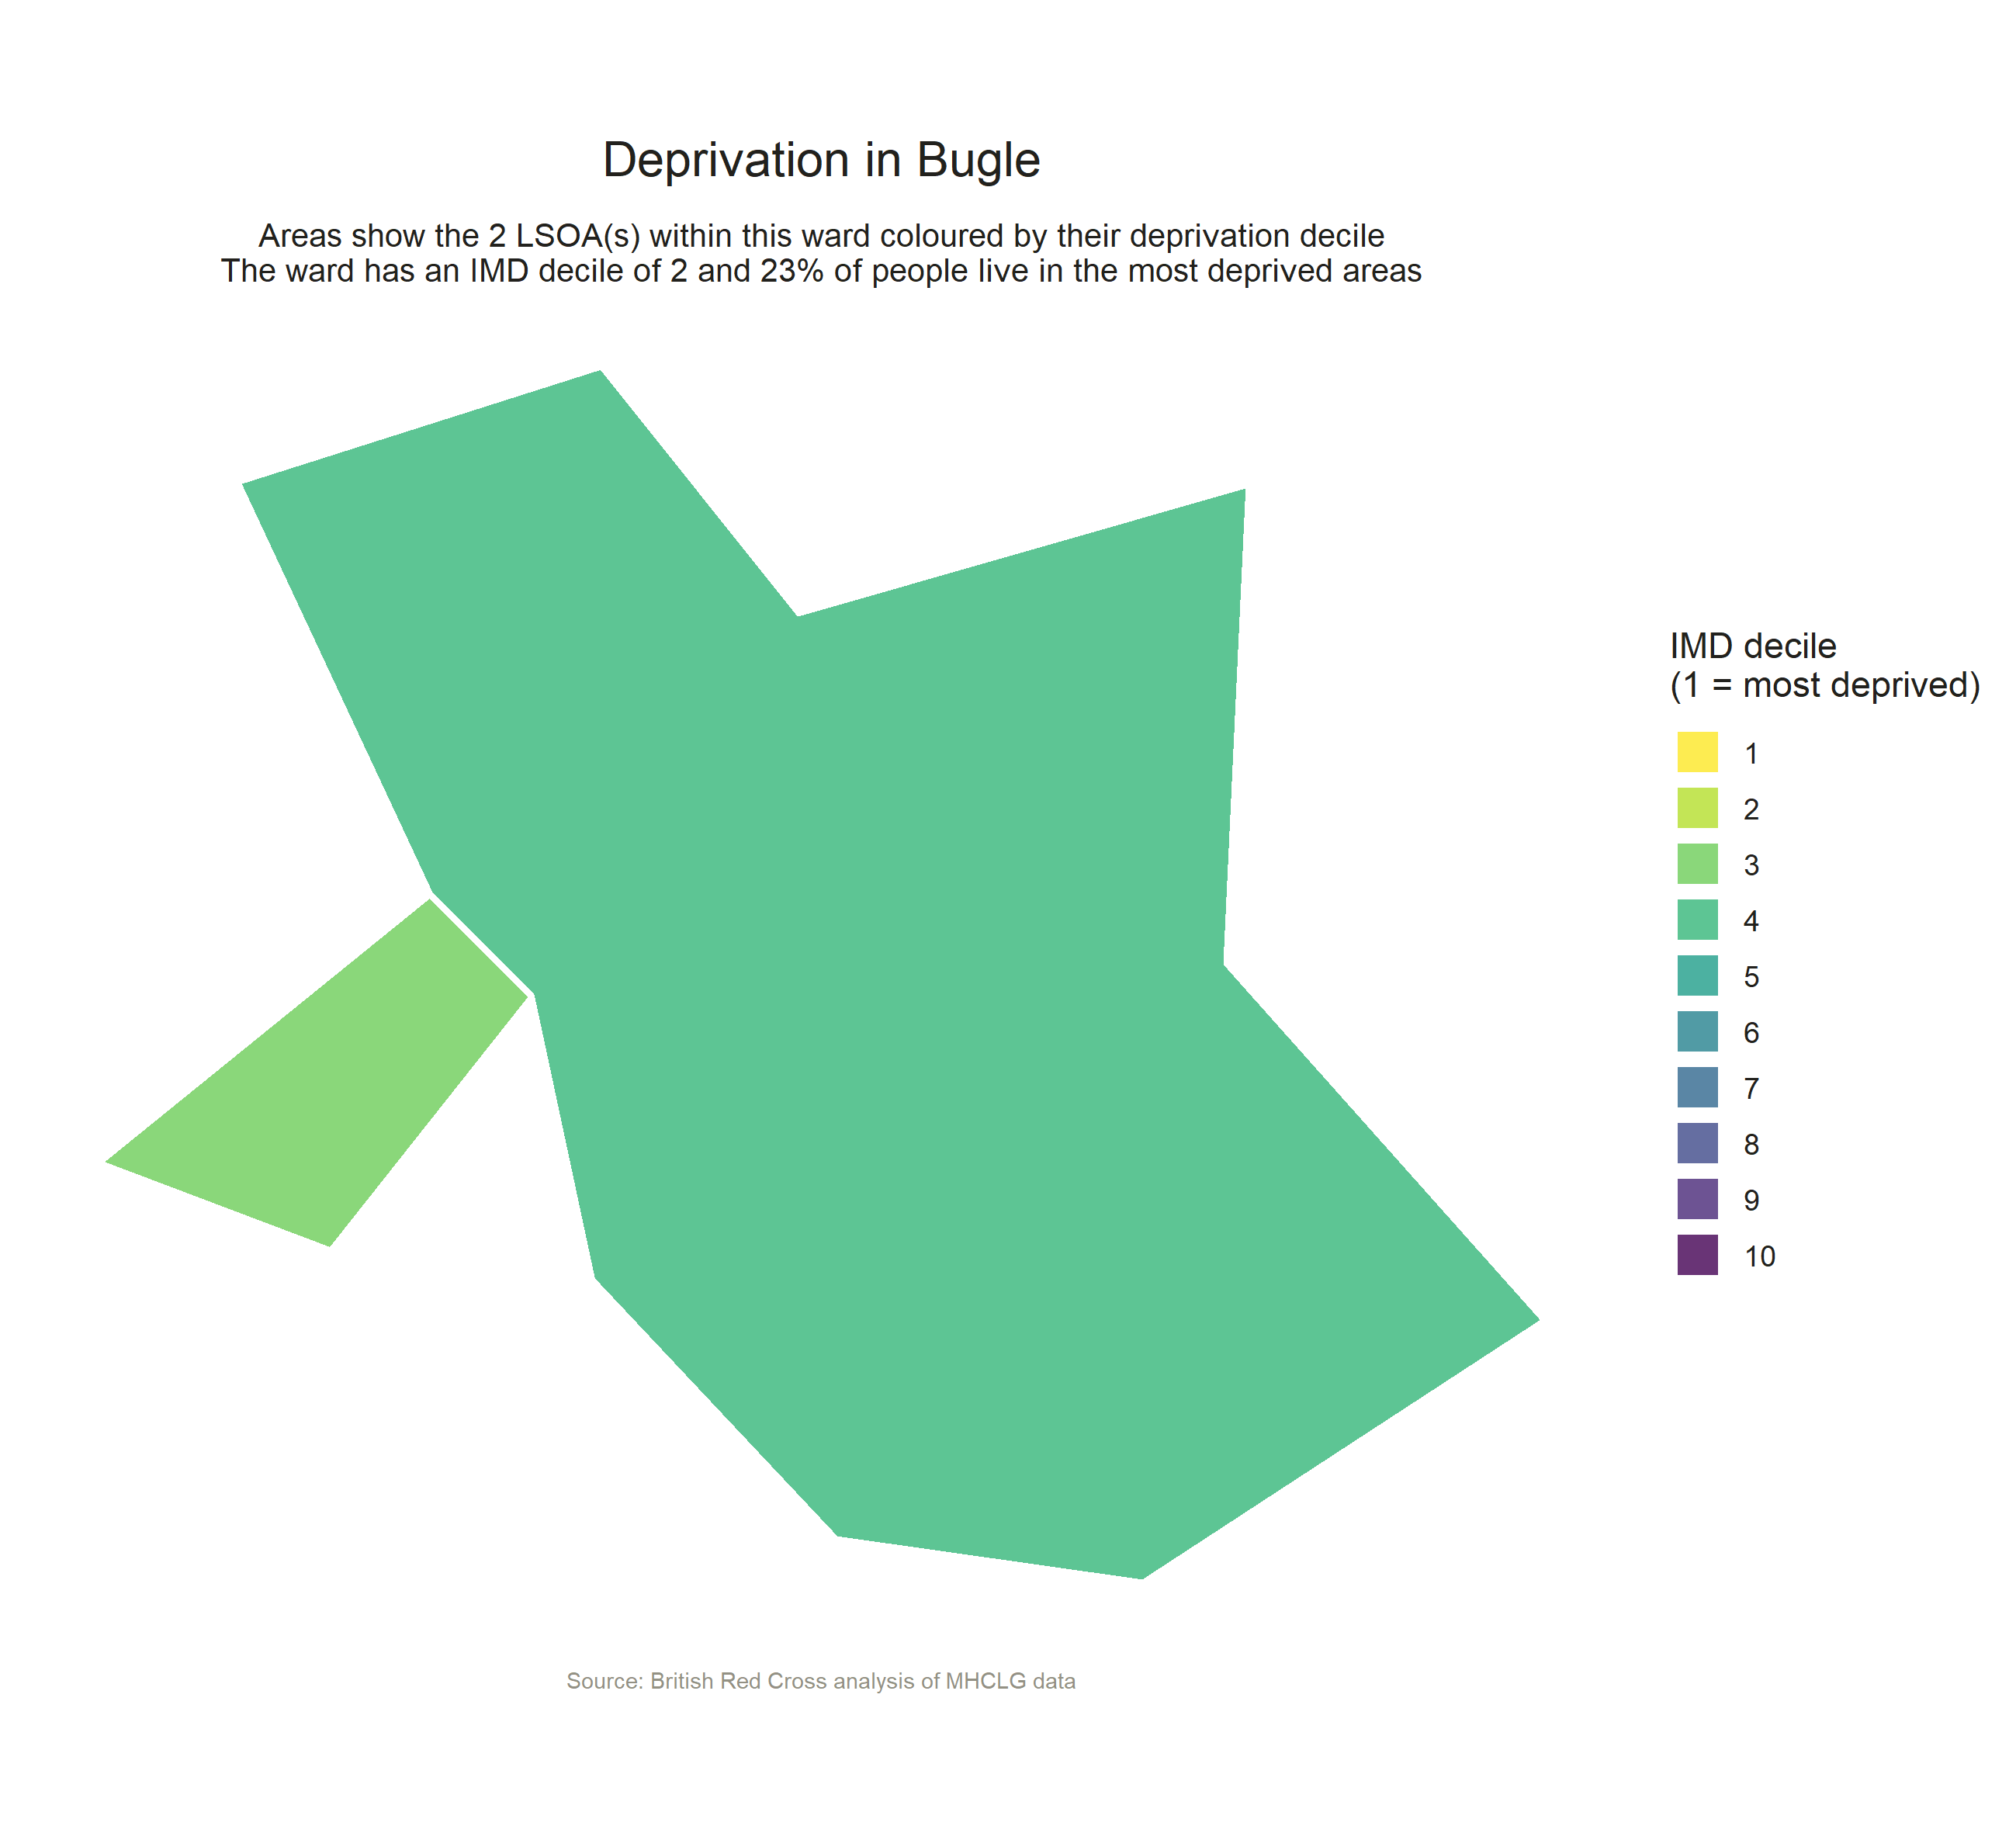 Deprivation in Bugle
Areas show the 2 LSOA(s) within this ward coloured by their deprivation decile
The ward has an IMD decile of 2 and 23% of people live in the most deprived areas
IMD decile
(1 = most deprived)
1
2
3
4
5
6
7
8
9
10
Source: British Red Cross analysis of MHCLG data